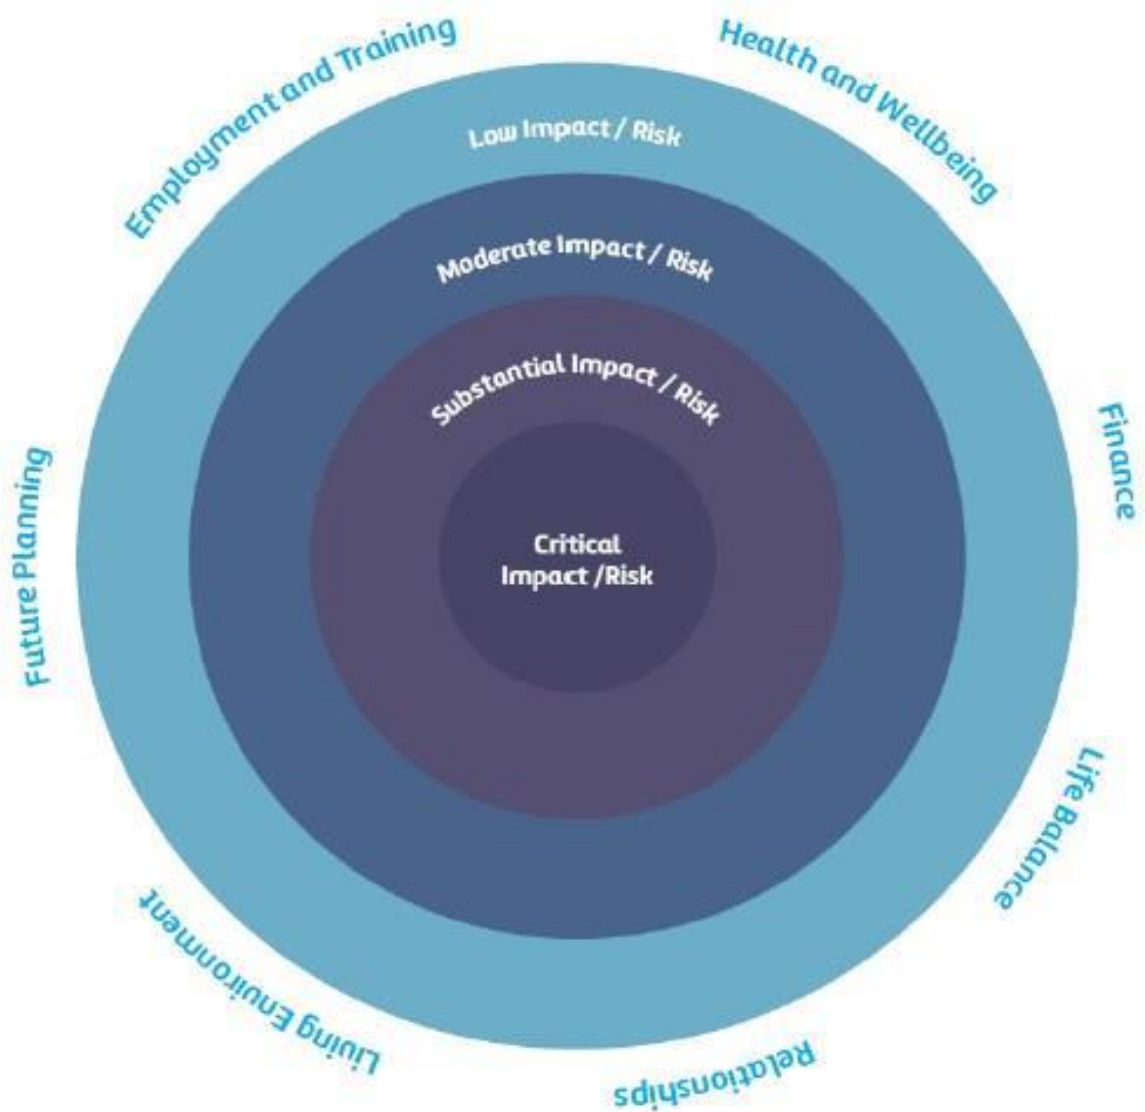 Employment and Training
Health and Wellbeing
Low Impact / Risk
Moderate Impact / Risk
Substantial Impact / Risk
Critical
Impact /Risk
Finance
Life Balance
Relationships
Living Environment
Future Planning